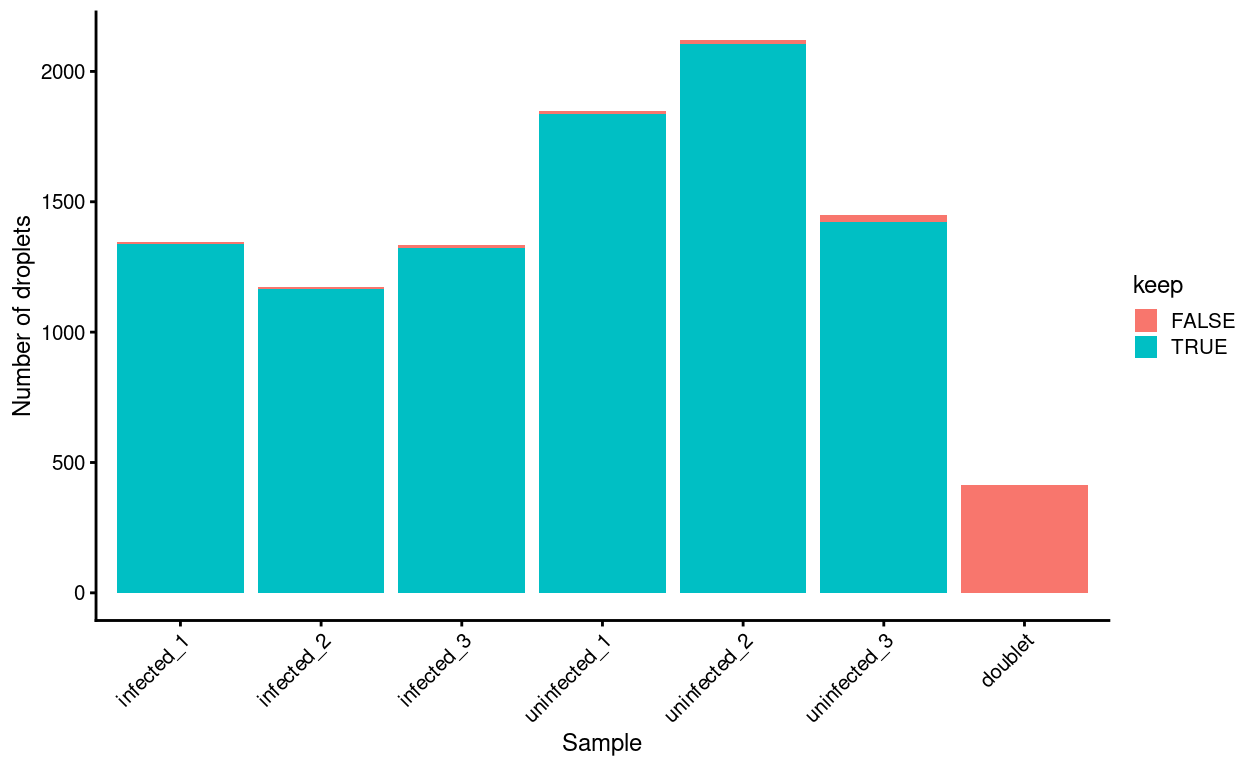 Number of droplets
2000
1500
1000
500
0
infected_1
infected_2
infected_3
uninfected_1
uninfected_2
uninfected_3
doublet
Sample
keep
FALSE
TRUE